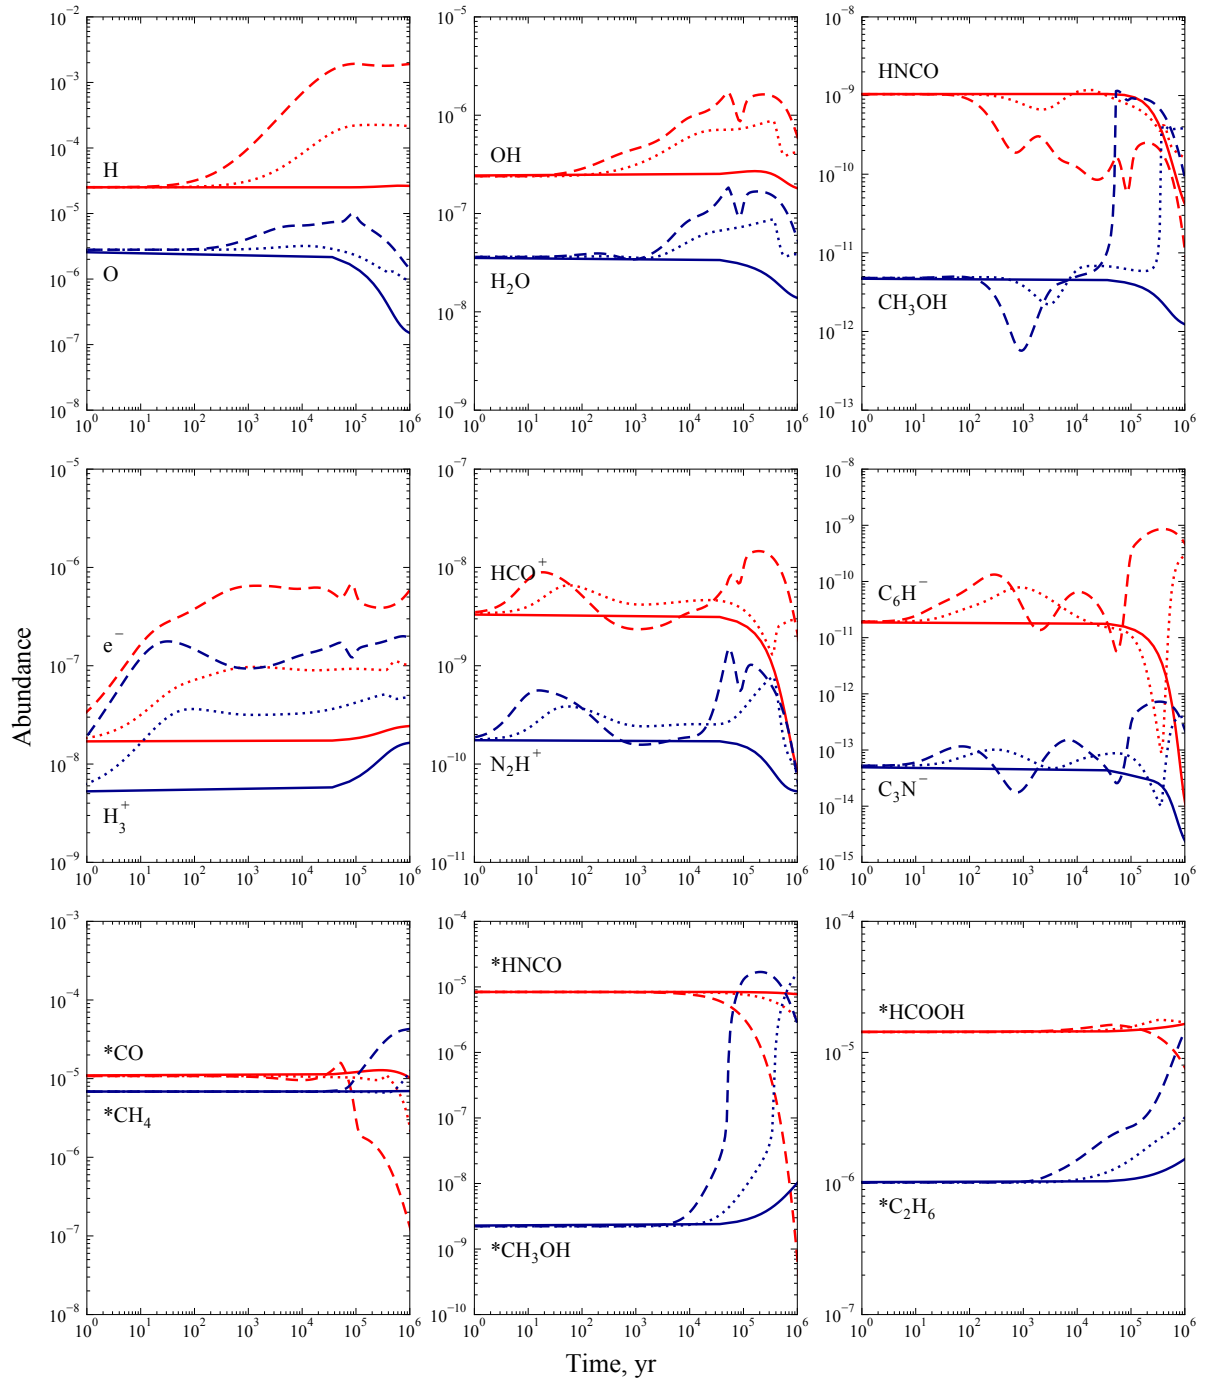 10⁻² 10⁻³ 10⁻⁴ 10⁻⁵ 10⁻⁶ 10⁻⁷ 10⁻⁸
H
O
10⁰ 10¹ 10² 10³ 10⁴ 10⁵ 10⁶
10⁻⁵ 10⁻⁶ 10⁻⁷ 10⁻⁸ 10⁻⁹
OH
H₂O
10⁰ 10¹ 10² 10³ 10⁴ 10⁵ 10⁶
10⁻⁸ 10⁻⁹ 10⁻¹⁰ 10⁻¹¹ 10⁻¹² 10⁻¹³
HNCO
CH₃OH
10⁰ 10¹ 10² 10³ 10⁴ 10⁵ 10⁶
Abundance
10⁻⁵ 10⁻⁶ 10⁻⁷ 10⁻⁸ 10⁻⁹
e⁻
H₃⁺
10⁰ 10¹ 10² 10³ 10⁴ 10⁵ 10⁶
10⁻⁷ 10⁻⁸ 10⁻⁹ 10⁻¹⁰ 10⁻¹¹
HCO⁺
N₂H⁺
10⁰ 10¹ 10² 10³ 10⁴ 10⁵ 10⁶
10⁻⁸ 10⁻⁹ 10⁻¹⁰ 10⁻¹¹ 10⁻¹² 10⁻¹³ 10⁻¹⁴ 10⁻¹⁵
C₆H⁻
C₃N⁻
10⁰ 10¹ 10² 10³ 10⁴ 10⁵ 10⁶
10⁻³ 10⁻⁴ 10⁻⁵ 10⁻⁶ 10⁻⁷ 10⁻⁸
*CO
*CH₄
10⁰ 10¹ 10² 10³ 10⁴ 10⁵ 10⁶
10⁻⁴ 10⁻⁵ 10⁻⁶ 10⁻⁷ 10⁻⁸ 10⁻⁹ 10⁻¹⁰
*HNCO
*CH₃OH
10⁰ 10¹ 10² 10³ 10⁴ 10⁵ 10⁶
10⁻⁴ 10⁻⁵ 10⁻⁶ 10⁻⁷
*HCOOH
*C₂H₆
10⁰ 10¹ 10² 10³ 10⁴ 10⁵ 10⁶
Time, yr